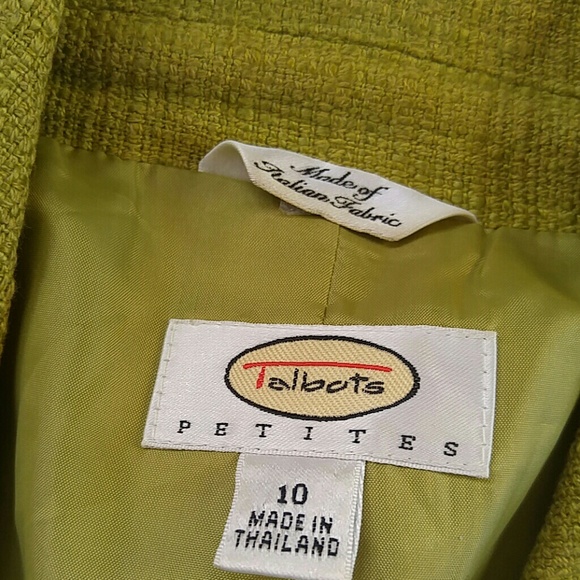 Made of
Italian Fabric
Talbots
PETITES
10
MADE IN
THAILAND